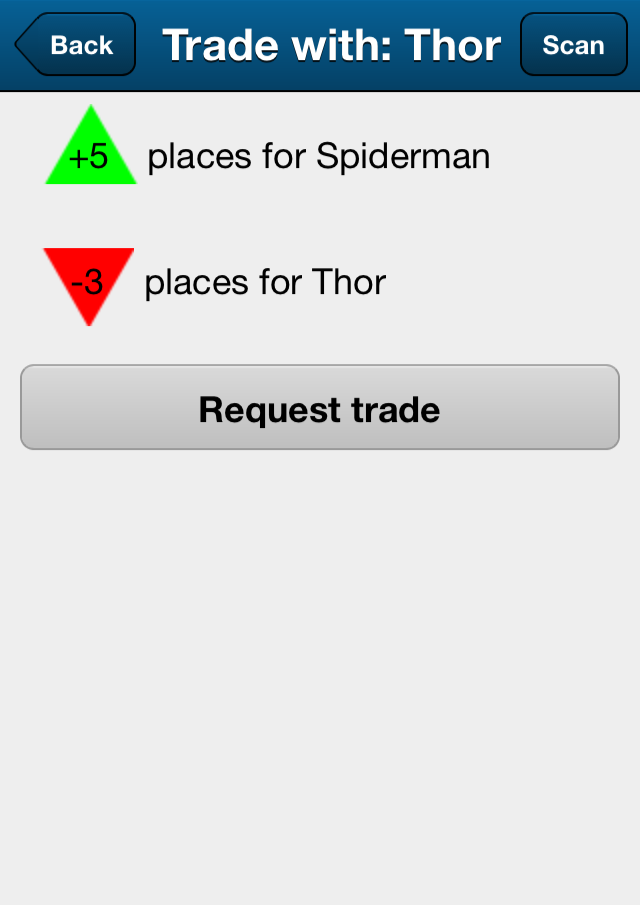 Back
Trade with: Thor
Scan
+5 places for Spiderman
-3 places for Thor
Request trade